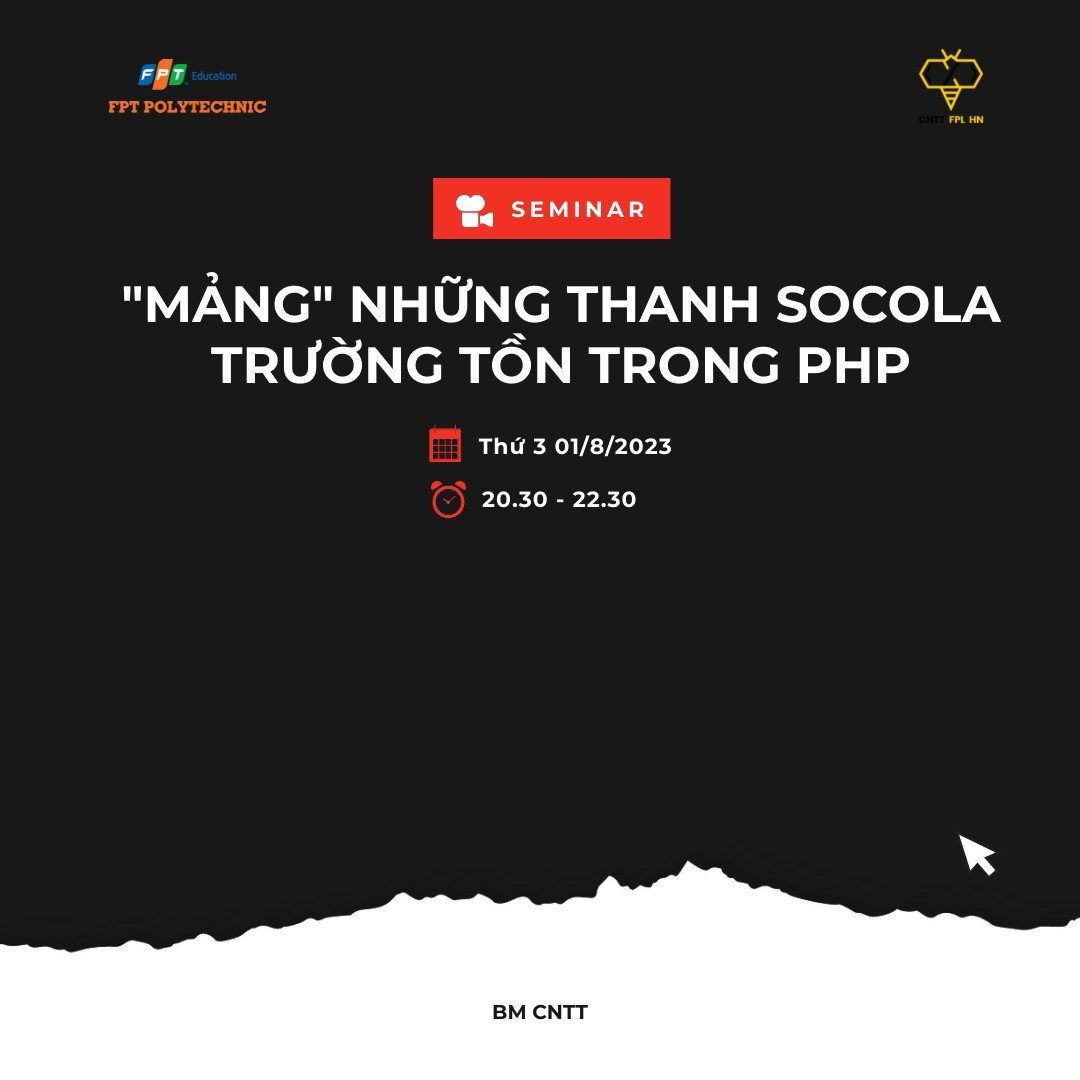 FPT Education
FPT POLYTECHNIC
CNTT FPL HN
SEMINAR
"MẢNG" NHỮNG THANH SOCOLA
TRƯỜNG TỒN TRONG PHP
Thứ 3 01/8/2023
20.30 - 22.30
BM CNTT